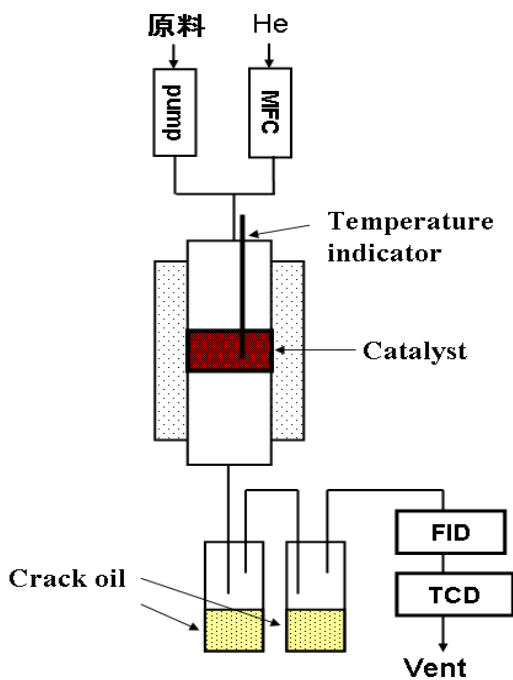 原料
He
pump
MFC
Temperature
indicator
Catalyst
Crack oil
FID
TCD
Vent